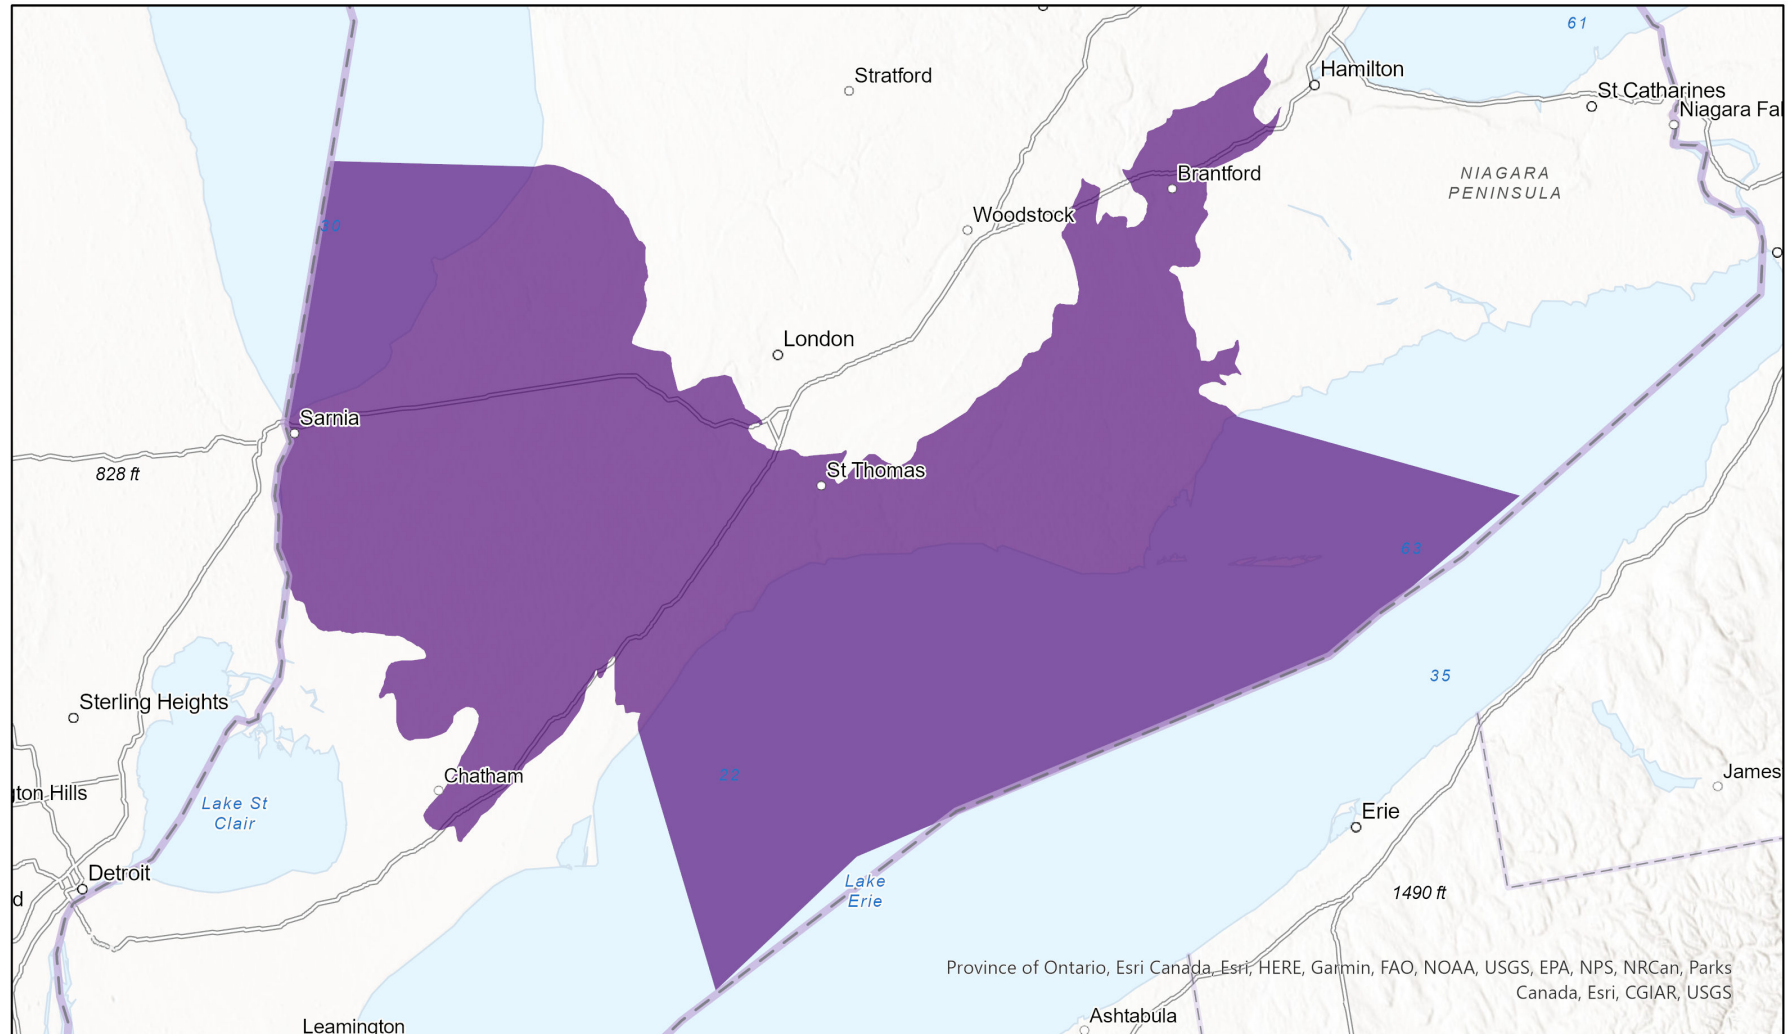 61
Hamilton
Stratford
St Catharines
Niagara Fal
NIAGARA
PENINSULA
Brantford
Woodstock
30
London
Sarnia
828 ft
St Thomas
63
35
Sterling Heights
Chatham
22
James
gton Hills
Lake St
Clair
Erie
Detroit
Lake
Erie
d
1490 ft
Province of Ontario, Esri Canada, Esri, HERE, Garmin, FAO, NOAA, USGS, EPA, NPS, NRCan, Parks
Canada, Esri, CGIAR, USGS
Ashtabula
Leamington